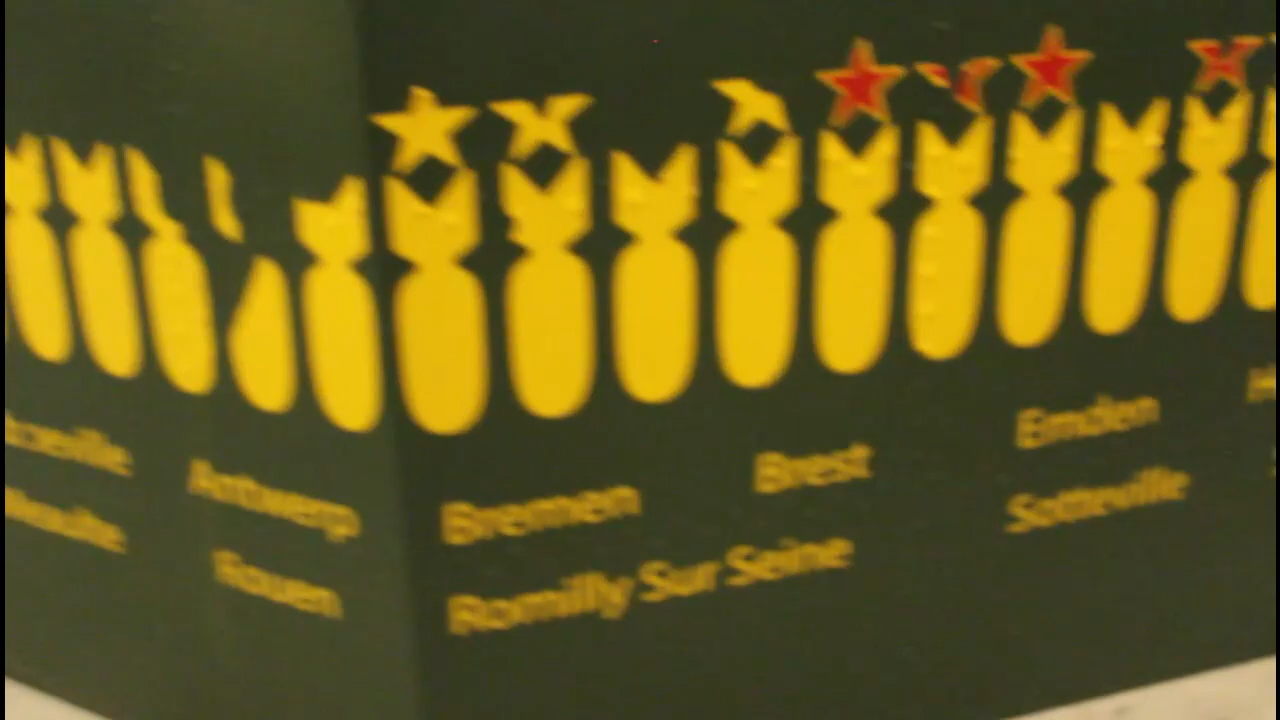 Antwerp
Rouen
Bremen
Romilly Sur Seine
Brest
Emden
Sotteville